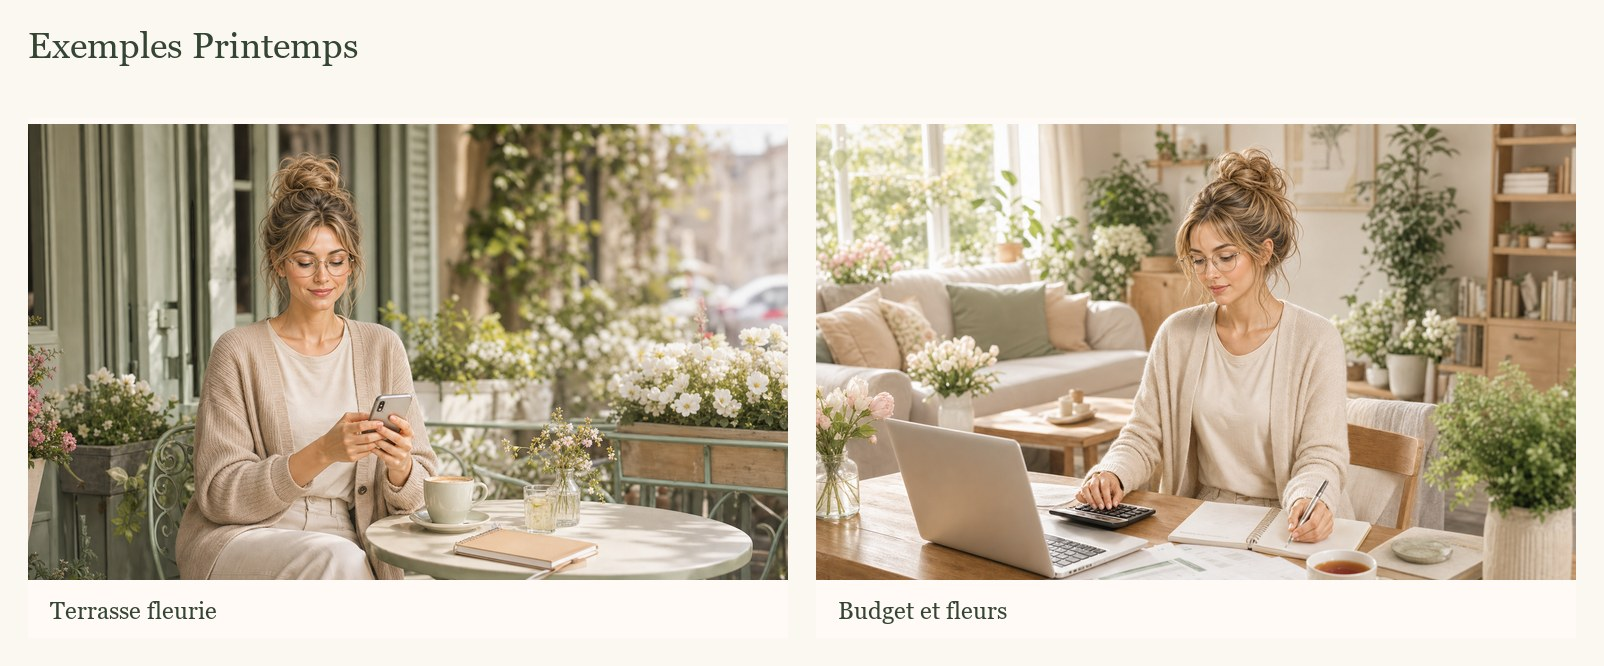 Exemples Printemps
Terrasse fleurie
Budget et fleurs